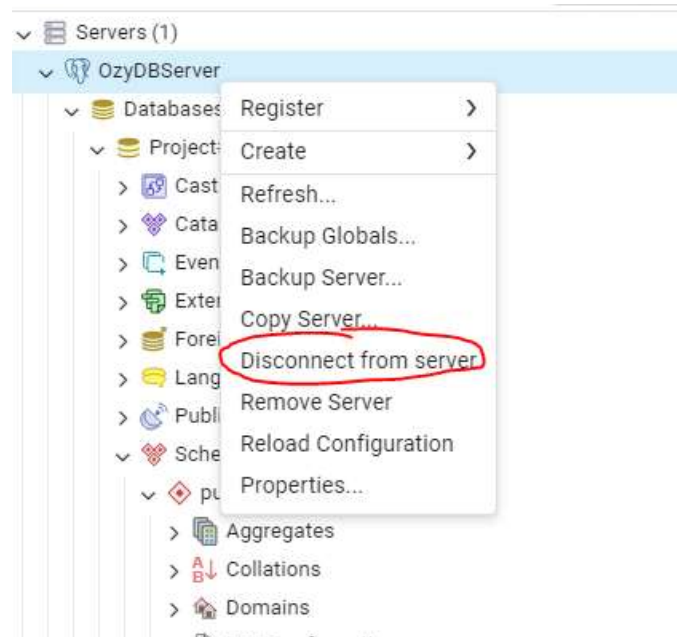 Servers (1)
OzyDBServer
Databases
Register
Project
Create
Cast
Refresh...
Cata
Backup Globals...
Even
Backup Server...
Exter
Copy Server...
Forei
Disconnect from server
Lang
Remove Server
Publi
Reload Configuration
Sche
Properties...
pu
Aggregates
Collations
Domains